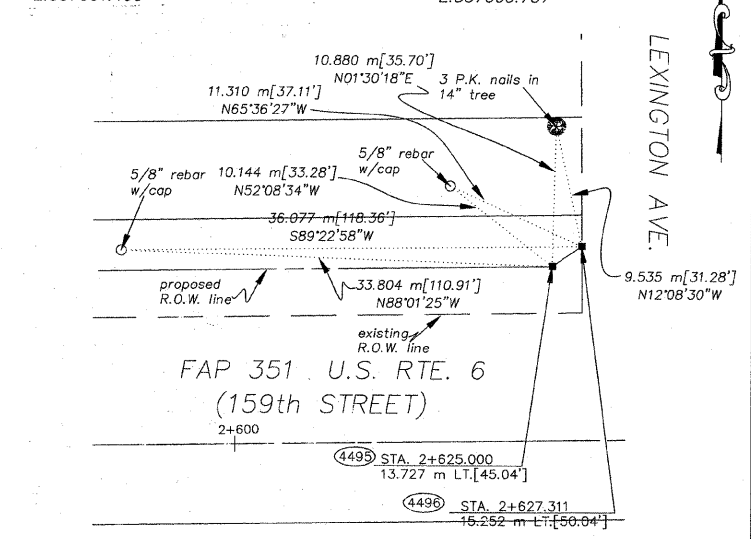 10.880 m[35.70']
N01°30'18"E
3 P.K. nails in
14" tree
11.310 m[37.11']
N65°36'27"W
LEXINGTON AVE.
5/8" rebar
w/cap
10.144 m[33.28']
N52°08'34"W
5/8" rebar
w/cap
36.077 m[118.36']
S89°22'58"W
9.535 m[31.28']
N12°08'30"W
proposed
R.O.W. line
33.804 m[110.91']
N88°01'25"W
existing
R.O.W. line
FAP 351 U.S. RTE. 6
(159th STREET)
2+600
4495 STA. 2+625.000
13.727 m LT.[45.04']
4496 STA. 2+627.311
15.252 m LT.[50.04']